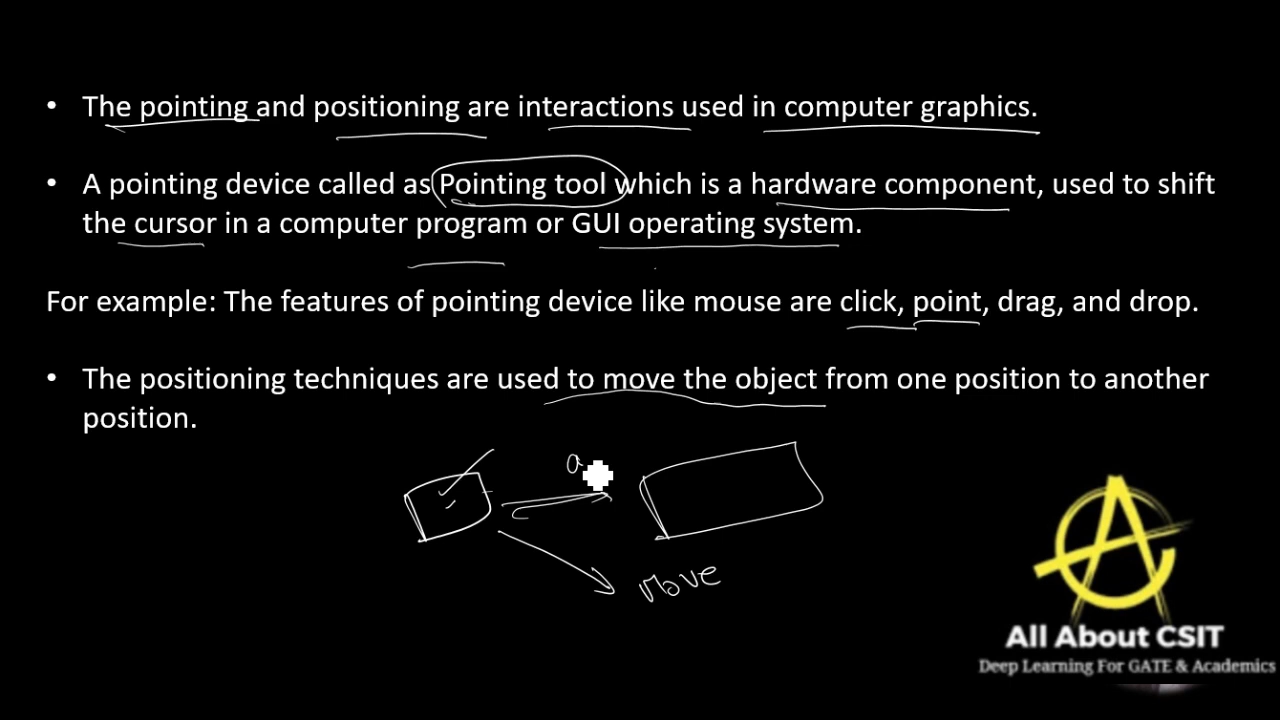 • The pointing and positioning are interactions used in computer graphics.
• A pointing device called as Pointing tool which is a hardware component, used to shift
the cursor in a computer program or GUI operating system.
For example: The features of pointing device like mouse are click, point, drag, and drop.
• The positioning techniques are used to move the object from one position to another
position.
a
Move
All About CSIT
Deep Learning For GATE & Academics